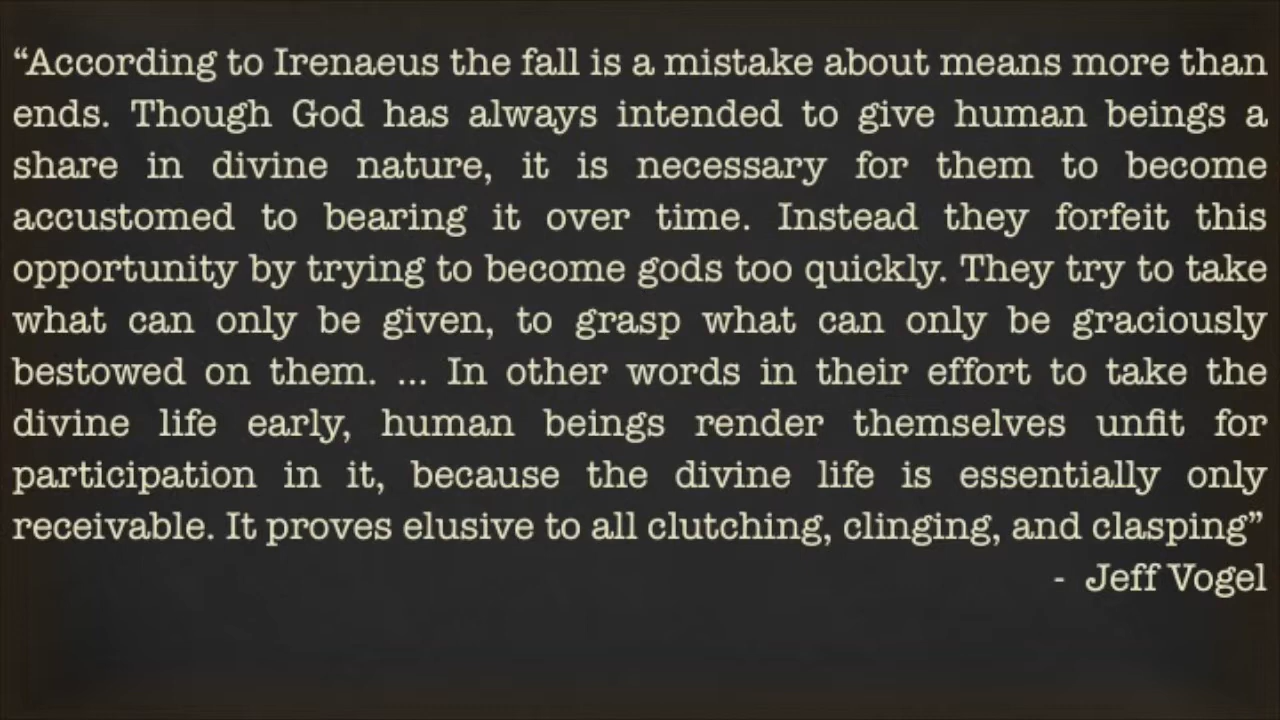 “According to Irenaeus the fall is a mistake about means more than
ends. Though God has always intended to give human beings a
share in divine nature, it is necessary for them to become
accustomed to bearing it over time. Instead they forfeit this
opportunity by trying to become gods too quickly. They try to take
what can only be given, to grasp what can only be graciously
bestowed on them. ... In other words in their effort to take the
divine life early, human beings render themselves unfit for
participation in it, because the divine life is essentially only
receivable. It proves elusive to all clutching, clinging, and clasping”
- Jeff Vogel